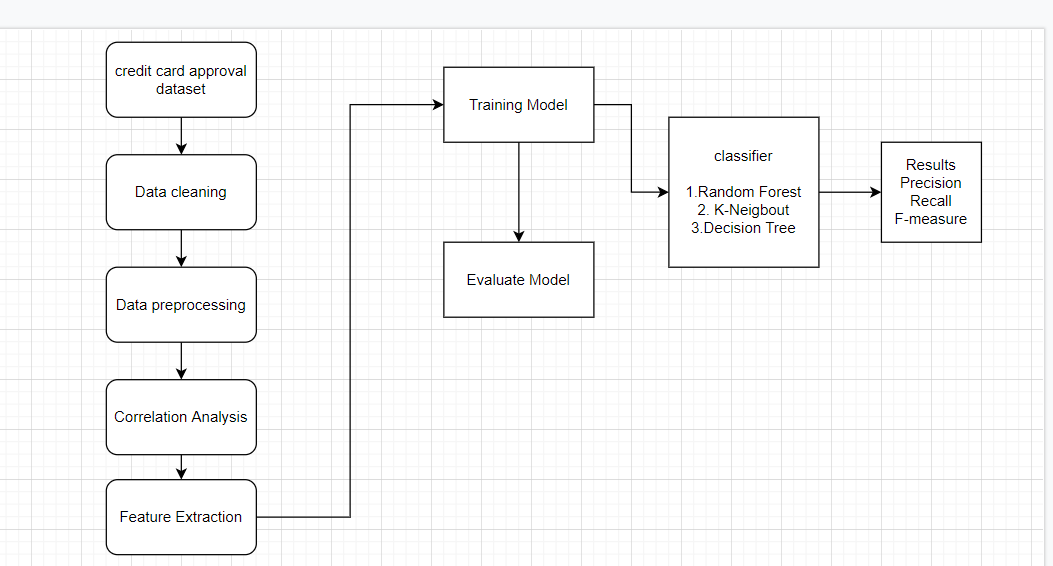 credit card approval
dataset
Data cleaning
Data preprocessing
Correlation Analysis
Feature Extraction
Training Model
Evaluate Model
classifier
1.Random Forest
2. K-Neigbout
3.Decision Tree
Results
Precision
Recall
F-measure